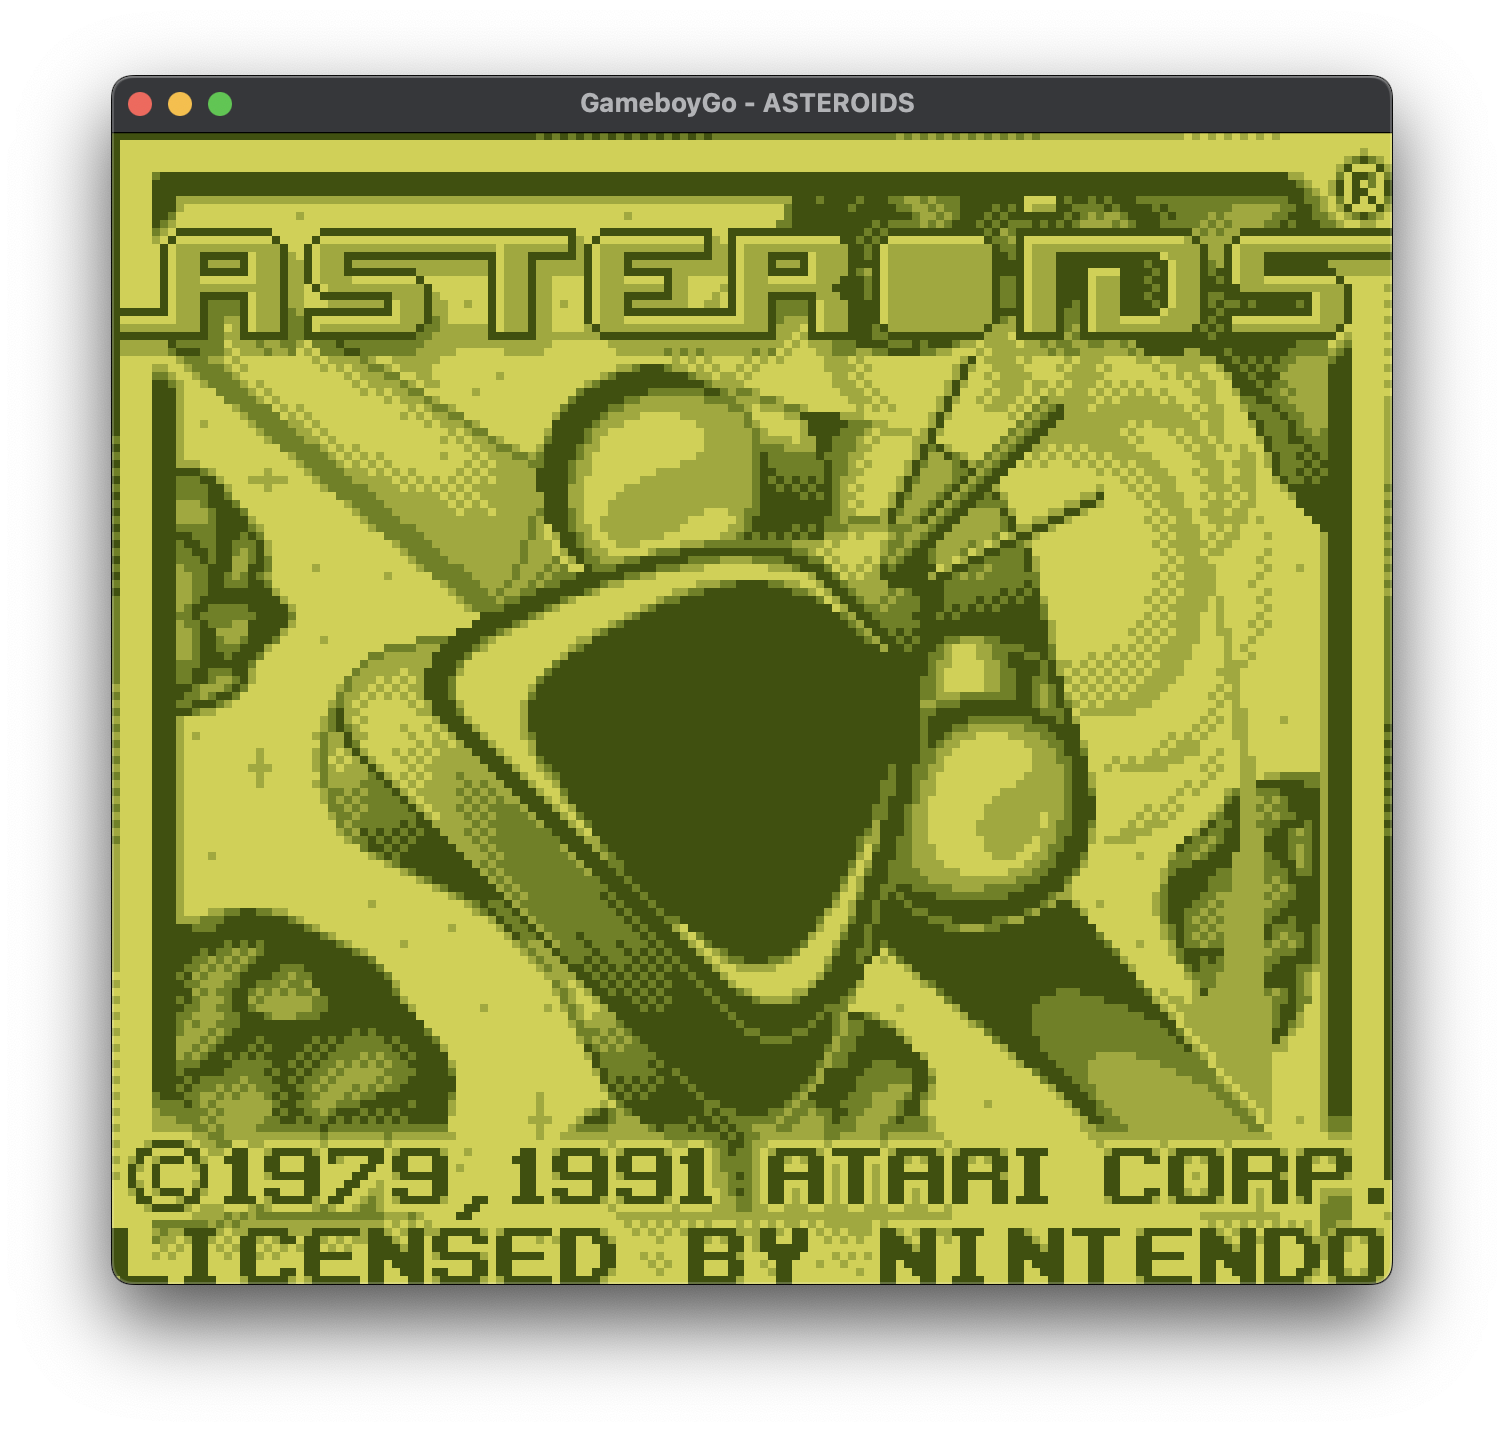 GameboyGo - ASTEROIDS
®
ASTEROIDS
©1979,1991 ATARI CORP.
LICENSED BY NINTENDO